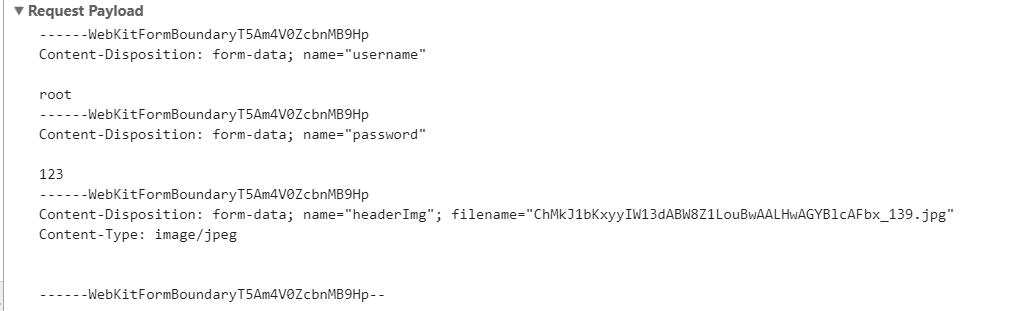 ▼ Request Payload
------WebKitFormBoundaryT5Am4V0ZcbnMB9Hp
Content-Disposition: form-data; name="username"
root
------WebKitFormBoundaryT5Am4V0ZcbnMB9Hp
Content-Disposition: form-data; name="password"
123
------WebKitFormBoundaryT5Am4V0ZcbnMB9Hp
Content-Disposition: form-data; name="headerImg"; filename="ChMkJ1bKxyyIW13dABW8Z1LouBwAALHwAGYBlcAFbx_139.jpg"
Content-Type: image/jpeg
------WebKitFormBoundaryT5Am4V0ZcbnMB9Hp--